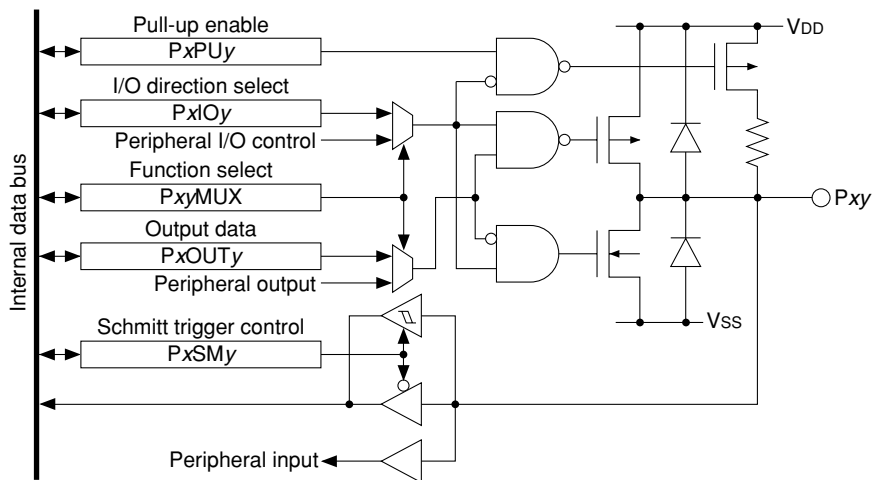 Pull-up enable
PxPUy
I/O direction select
PxIOy
Peripheral I/O control
Function select
PxyMUX
Output data
PxOUTy
Peripheral output
Schmitt trigger control
PxSMy
Peripheral input
Internal data bus
VDD
Pxy
VSS